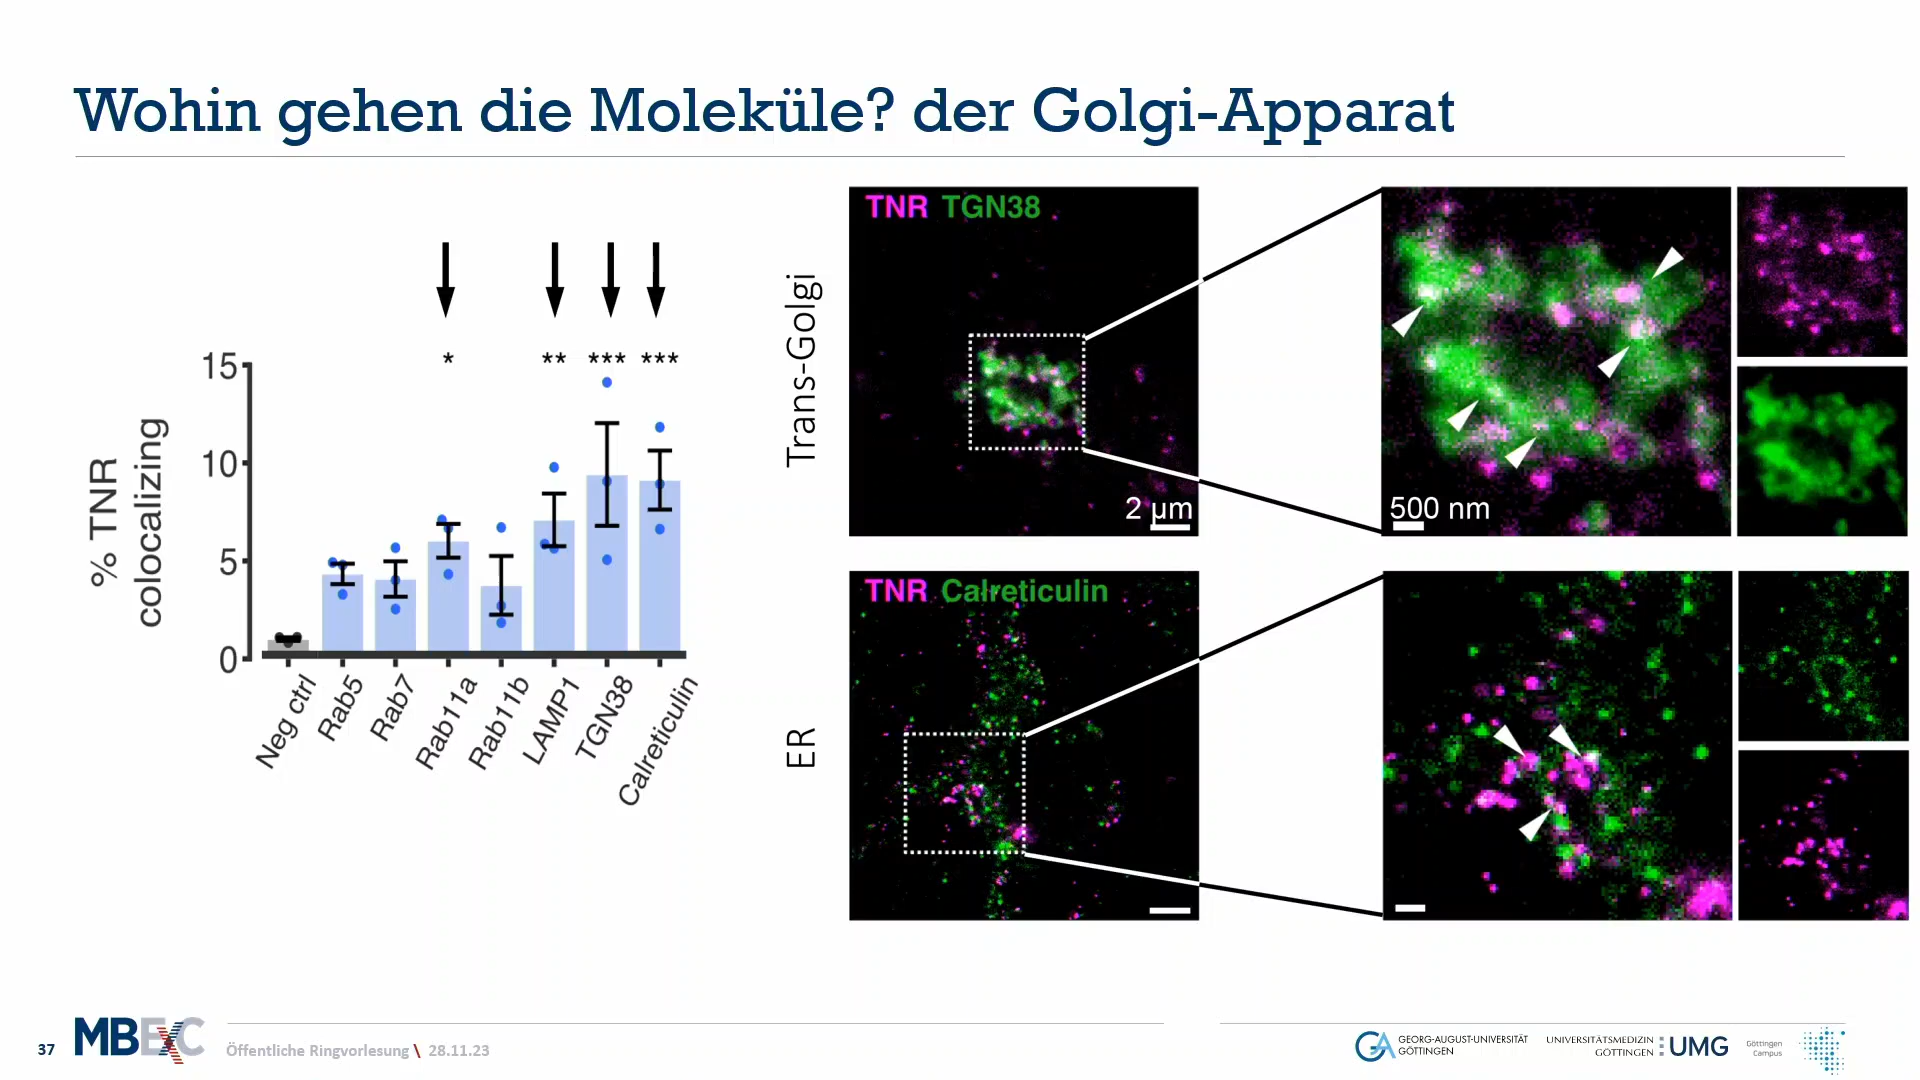 Wohin gehen die Moleküle? der Golgi-Apparat
* ** *** ***
15
10
5
0
% TNR
colocalizing
Neg ctrl
Rab5
Rab7
Rab11a
Rab11b
LAMP1
TGN38
Calreticulin
Trans-Golgi
TNR TGN38
2 µm
500 nm
ER
TNR Calreticulin
37
MBExC
Öffentliche Ringvorlesung \ 28.11.23
GEORG-AUGUST-UNIVERSITÄT
GÖTTINGEN
UNIVERSITÄTSMEDIZIN
GÖTTINGEN
UMG
Göttingen
Campus